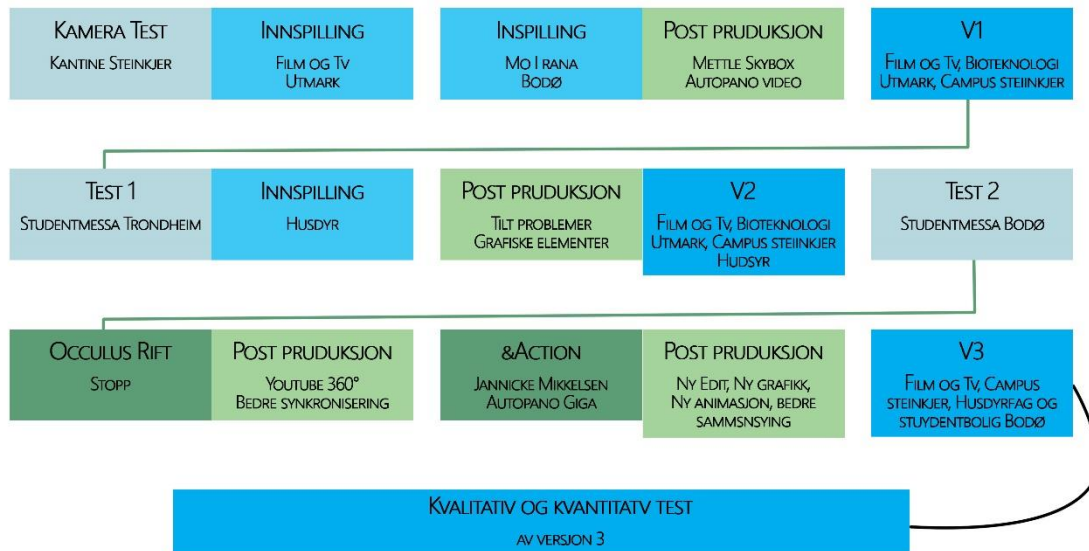 KAMERA TEST
KANTINE STEINKJER
INNSPILLING
FILM OG TV
UTMARK
INSPILLING
MO I RANA
BODØ
POST PRUDUKSJON
METTLE SKYBOX
AUTOPANO VIDEO
V1
FILM OG TV, BIOTEKNOLOGI
UTMARK, CAMPUS STEIINKJER
TEST 1
STUDENTMESSA TRONDHEIM
INNSPILLING
HUSDYR
POST PRUDUKSJON
TILT PROBLEMER
GRAFISKE ELEMENTER
V2
FILM OG TV, BIOTEKNOLOGI
UTMARK, CAMPUS STEIINKJER
HUDSYR
TEST 2
STUDENTMESSA BODØ
OCCULUS RIFT
STOPP
POST PRUDUKSJON
YOUTUBE 360°
BEDRE SYNKRONISERING
&ACTION
JANNICKE MIKKELSEN
AUTOPANO GIGA
POST PRUDUKSJON
NY EDIT, NY GRAFIKK,
NY ANIMASJON, BEDRE
SAMMSNSYING
V3
FILM OG TV, CAMPUS
STEINKJER, HUSDYRFAG OG
STUYDENTBOLIG BODØ
KVALITATIV OG KVANTITATV TEST
AV VERSJON 3